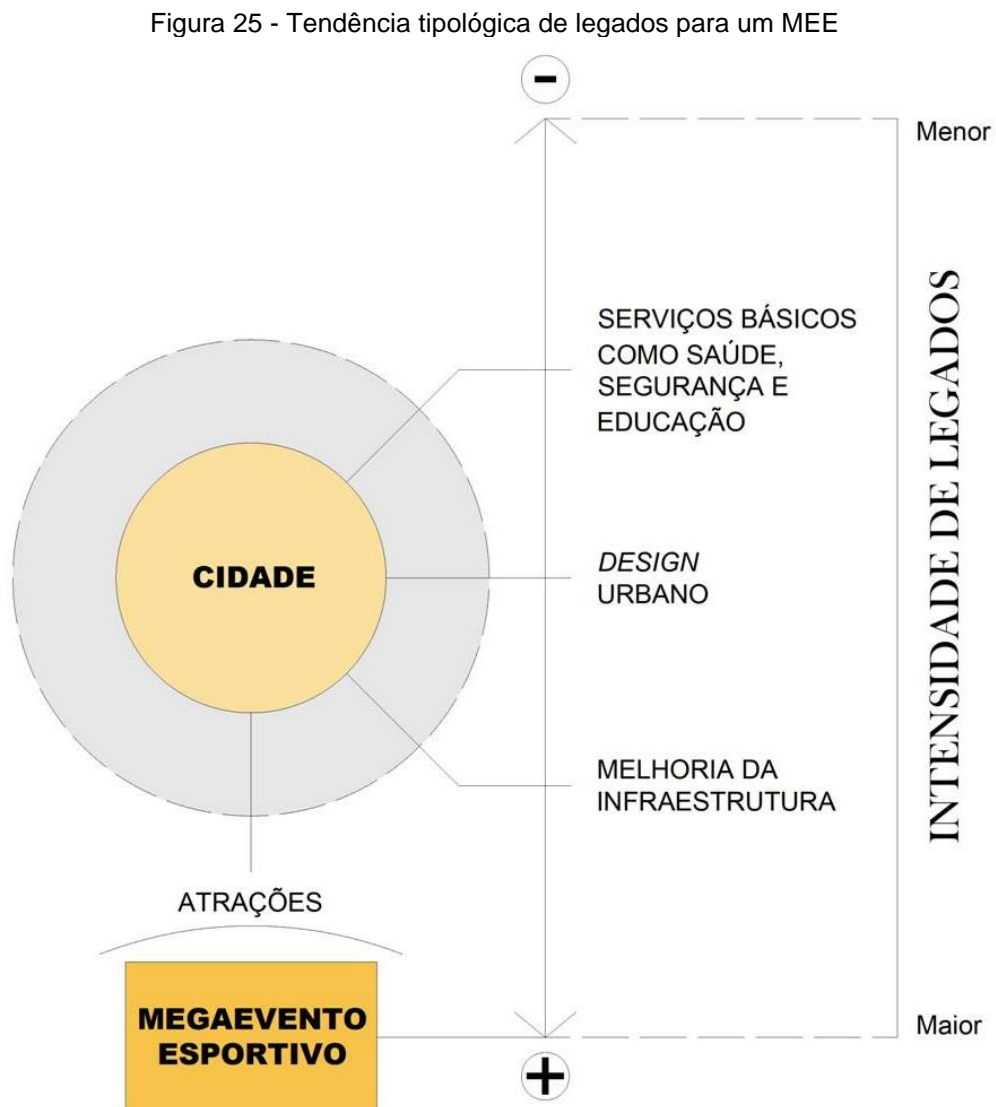 Figura 25 - Tendência tipológica de legados para um MEE
-
Menor
SERVIÇOS BÁSICOS
COMO SAÚDE,
SEGURANÇA E
EDUCAÇÃO
CIDADE
DESIGN
URBANO
MELHORIA DA
INFRAESTRUTURA
INTENSIDADE DE LEGADOS
ATRAÇÕES
MEGAEVENTO
ESPORTIVO
Maior
+